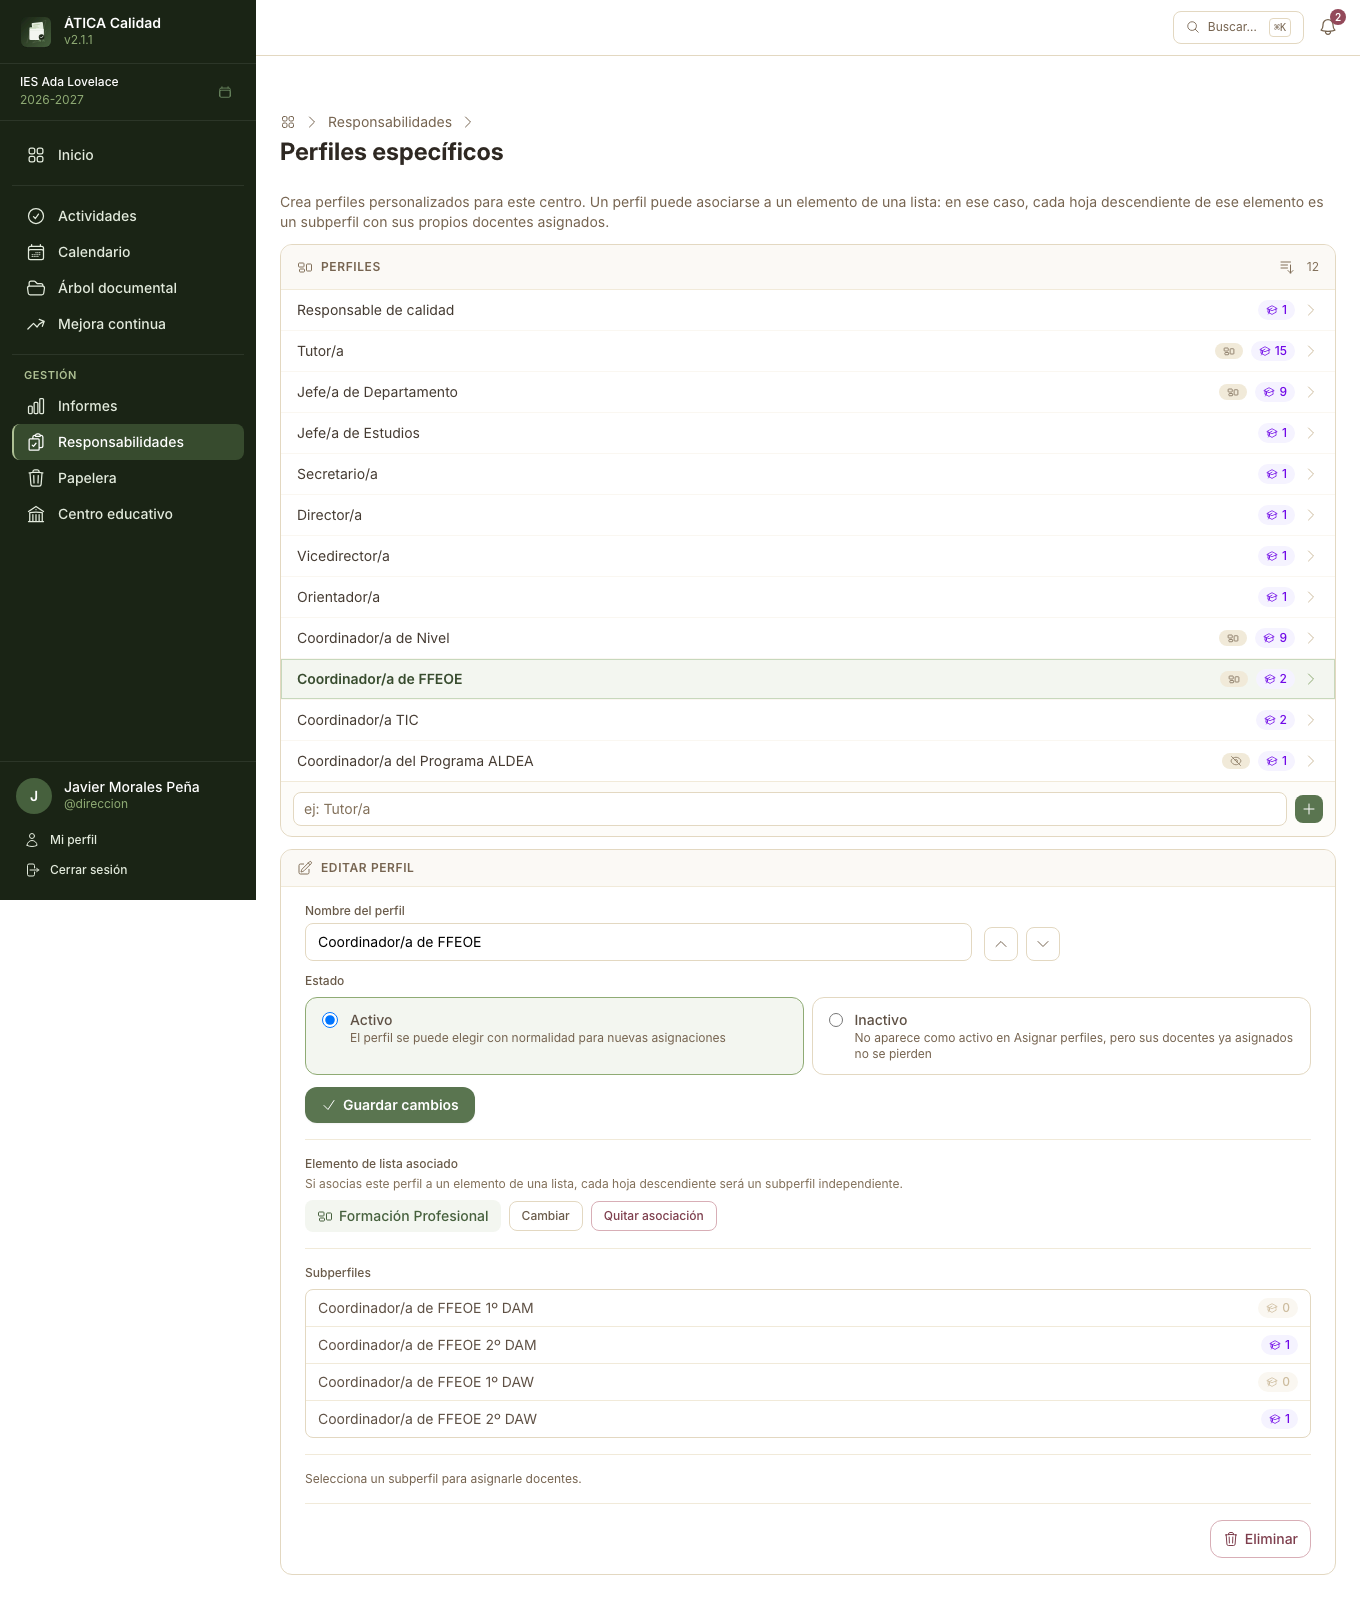 ÁTICA Calidad
v2.1.1
IES Ada Lovelace
2026-2027
Inicio
Actividades
Calendario
Árbol documental
Mejora continua
GESTIÓN
Informes
Responsabilidades
Papelera
Centro educativo
J
Javier Morales Peña
@direccion
Mi perfil
Cerrar sesión
Buscar... ⌘K
2
Responsabilidades
Perfiles específicos
Crea perfiles personalizados para este centro. Un perfil puede asociarse a un elemento de una lista: en ese caso, cada hoja descendiente de ese elemento es
un subperfil con sus propios docentes asignados.
PERFILES 12
Responsable de calidad 1
Tutor/a 15
Jefe/a de Departamento 9
Jefe/a de Estudios 1
Secretario/a 1
Director/a 1
Vicedirector/a 1
Orientador/a 1
Coordinador/a de Nivel 9
Coordinador/a de FFEOE 2
Coordinador/a TIC 2
Coordinador/a del Programa ALDEA 1
ej: Tutor/a
EDITAR PERFIL
Nombre del perfil
Coordinador/a de FFEOE
Estado
Activo
El perfil se puede elegir con normalidad para nuevas asignaciones
Inactivo
No aparece como activo en Asignar perfiles, pero sus docentes ya asignados
no se pierden
Guardar cambios
Elemento de lista asociado
Si asocias este perfil a un elemento de una lista, cada hoja descendiente será un subperfil independiente.
Formación Profesional Cambiar Quitar asociación
Subperfiles
Coordinador/a de FFEOE 1º DAM 0
Coordinador/a de FFEOE 2º DAM 1
Coordinador/a de FFEOE 1º DAW 0
Coordinador/a de FFEOE 2º DAW 1
Selecciona un subperfil para asignarle docentes.
Eliminar